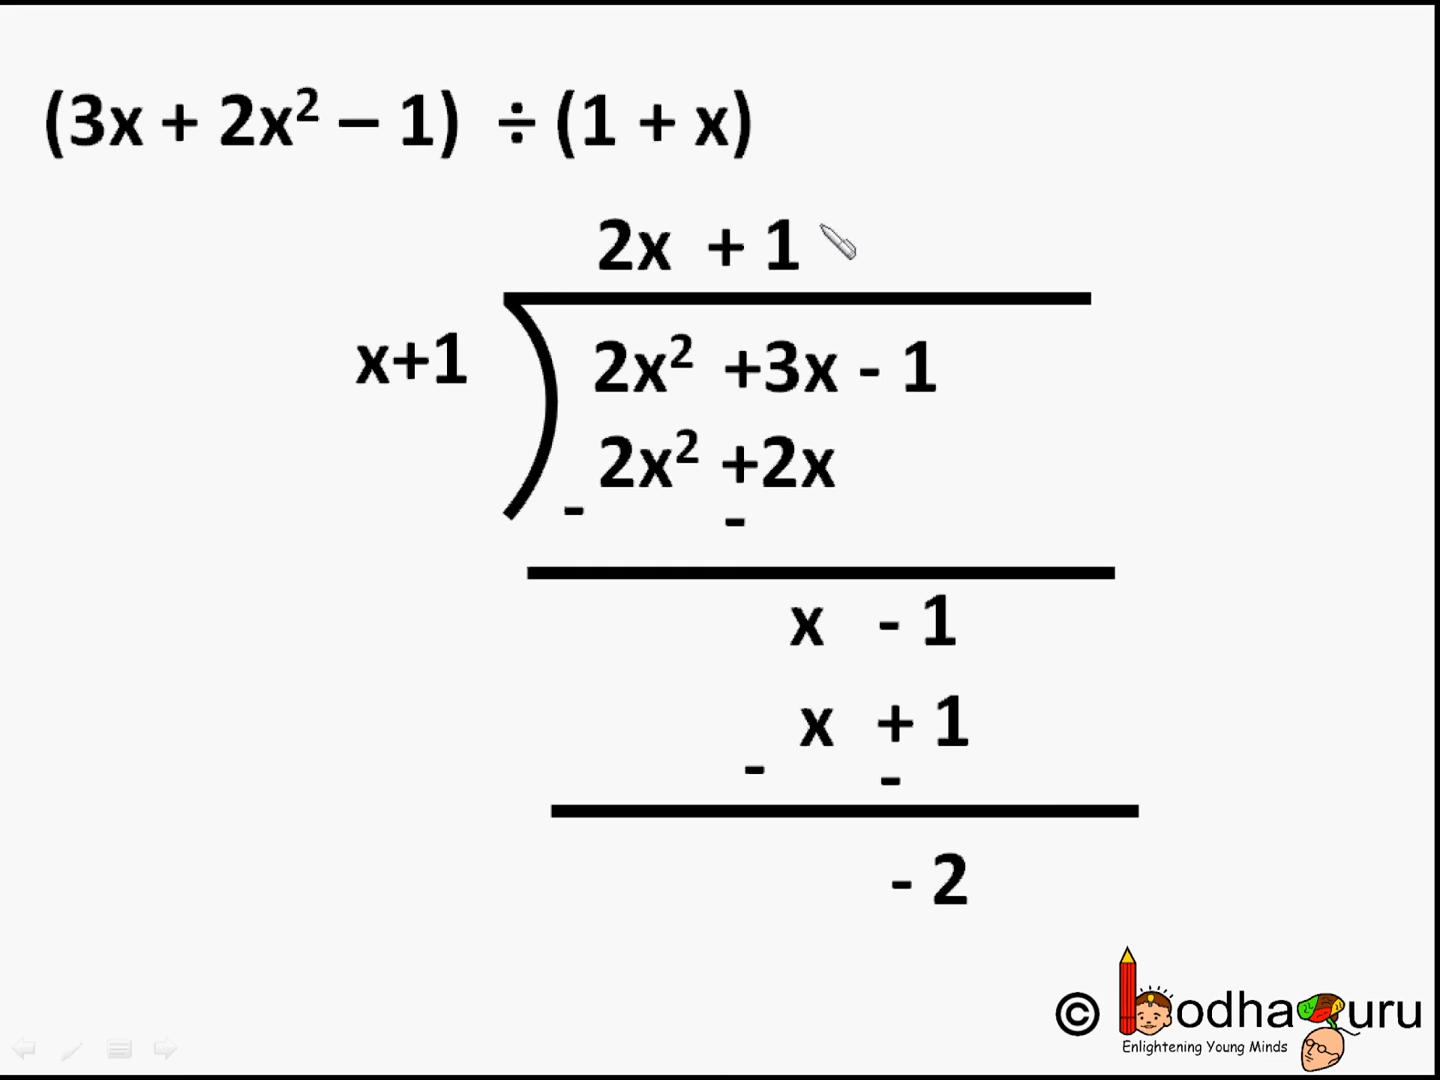 (3x + 2x² – 1) ÷ (1 + x)
2x + 1
x+1
2x² +3x - 1
2x² +2x
- -
x - 1
x + 1
- -
- 2
© bodhaguru
Enlightening Young Minds